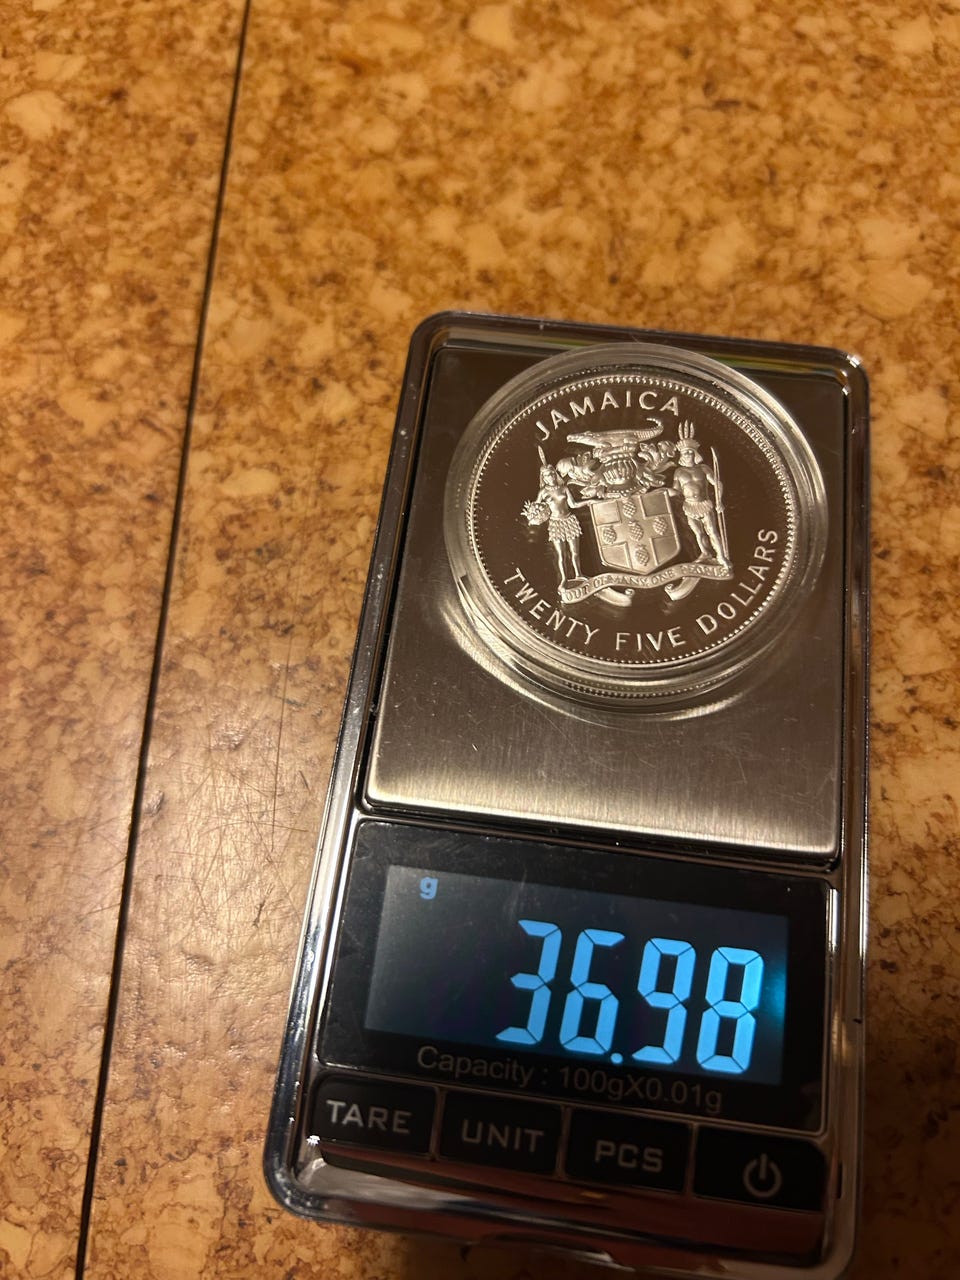 JAMAICA
OUT OF MANY, ONE PEOPLE
TWENTY FIVE DOLLARS
g
36.98
Capacity : 100gX0.01g
TARE UNIT PCS